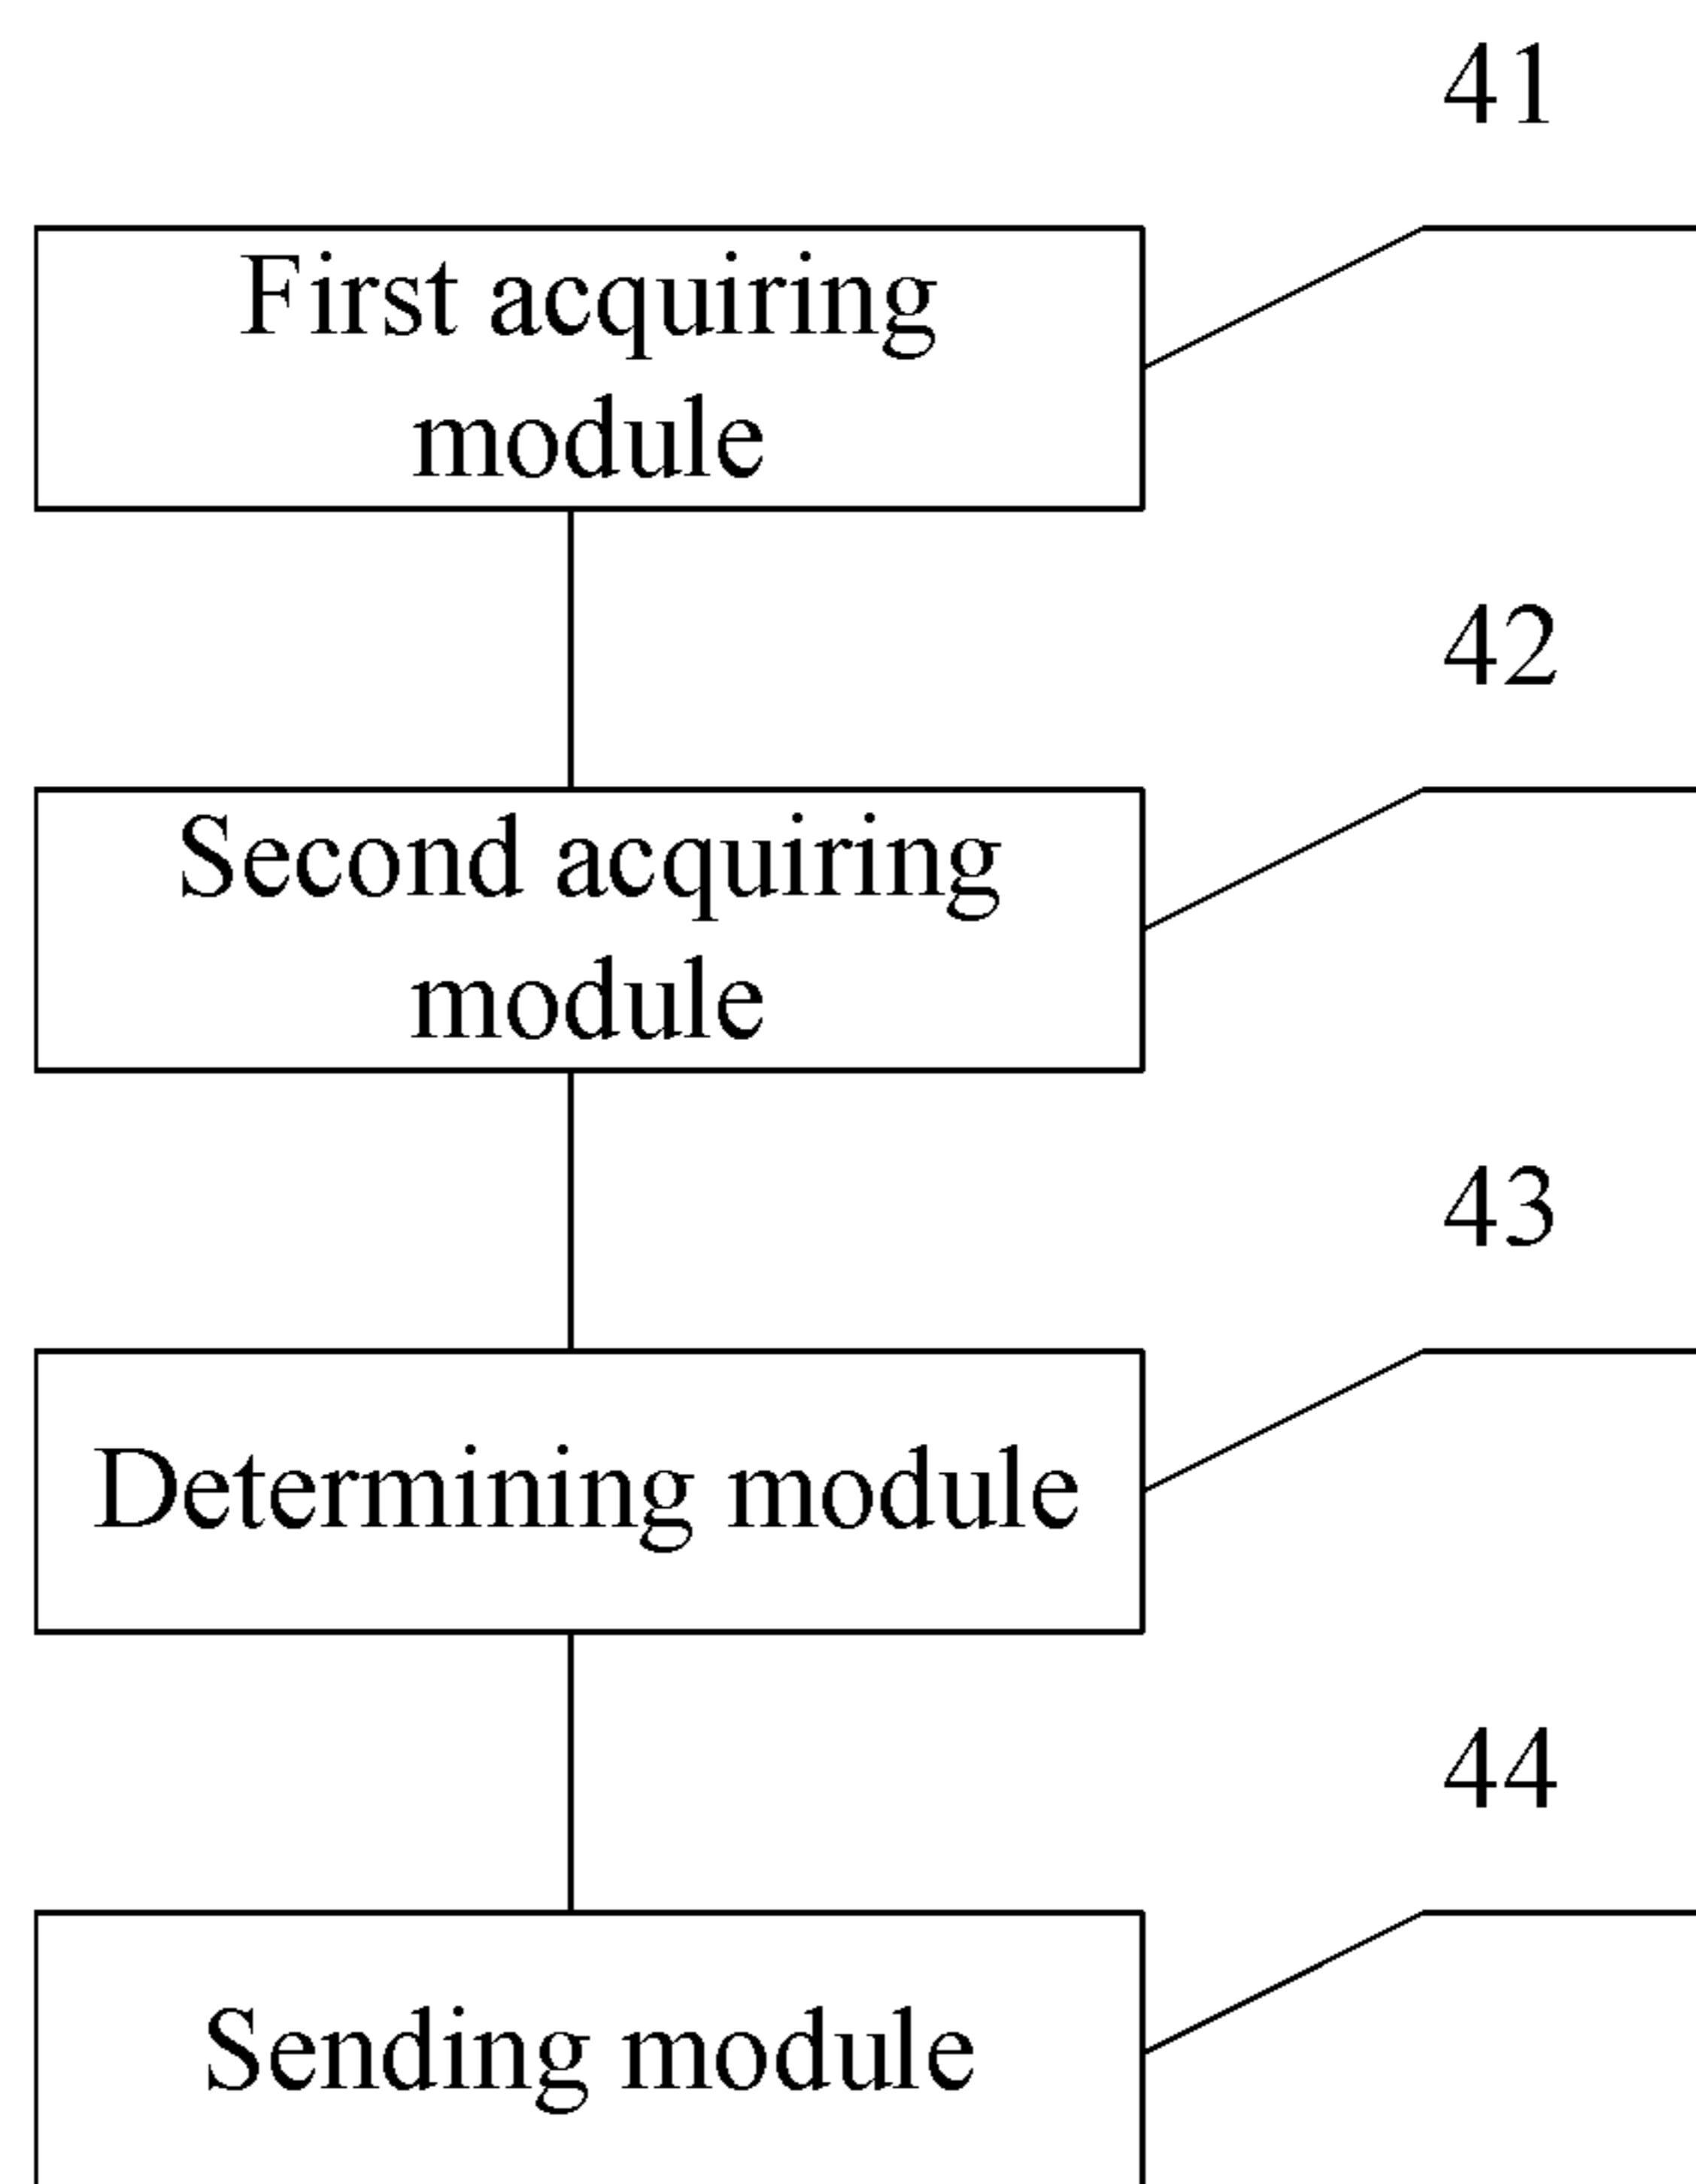 41
First acquiring
module
42
Second acquiring
module
43
Determining module
44
Sending module